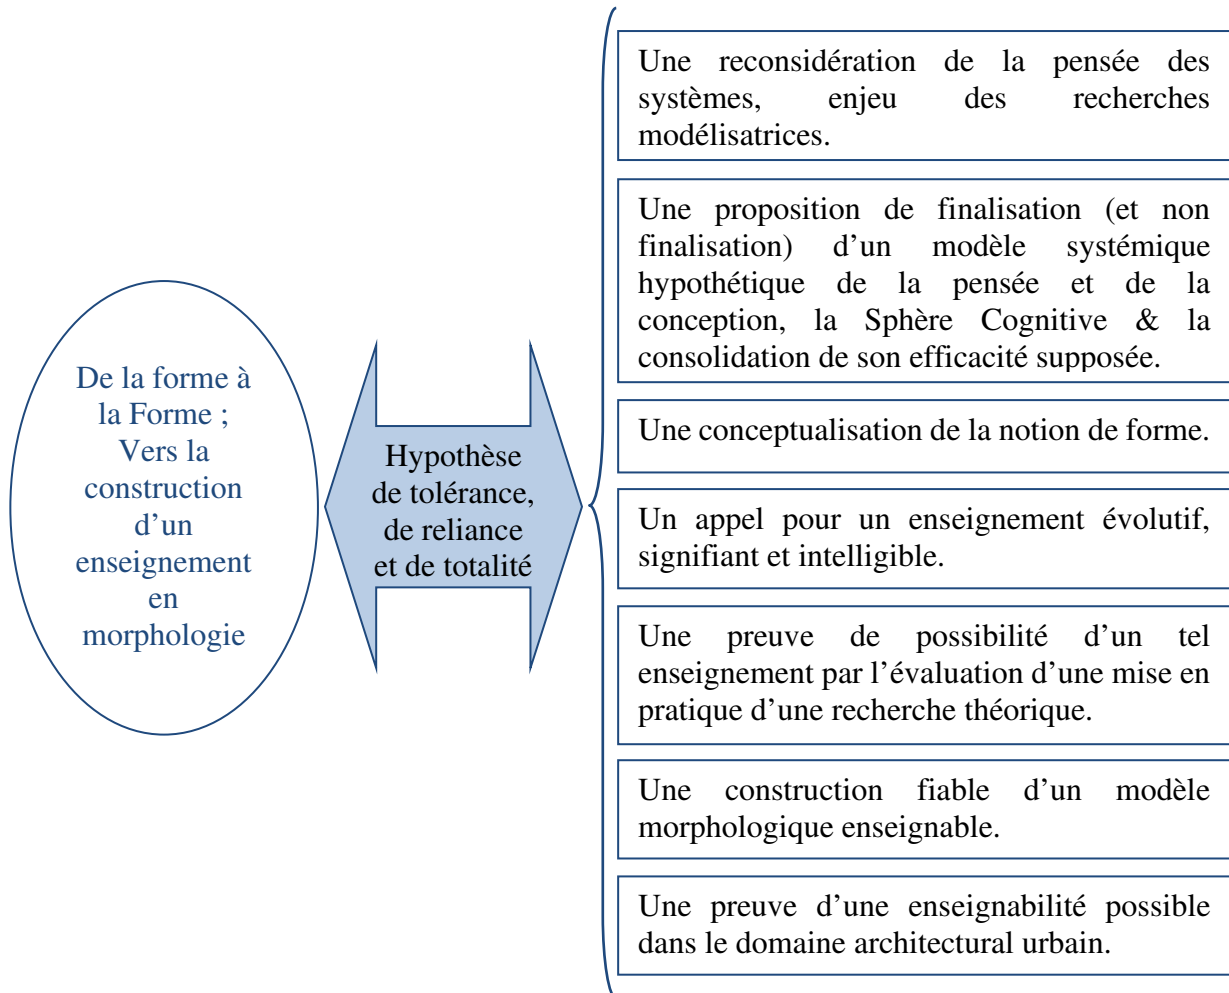 De la forme à
la Forme ;
Vers la
construction
d’un
enseignement
en
morphologie
Hypothèse
de tolérance,
de reliance
et de totalité
Une reconsidération de la pensée des
systèmes, enjeu des recherches
modélisatrices.
Une proposition de finalisation (et non
finalisation) d’un modèle systémique
hypothétique de la pensée et de la
conception, la Sphère Cognitive & la
consolidation de son efficacité supposée.
Une conceptualisation de la notion de forme.
Un appel pour un enseignement évolutif,
signifiant et intelligible.
Une preuve de possibilité d’un tel
enseignement par l’évaluation d’une mise en
pratique d’une recherche théorique.
Une construction fiable d’un modèle
morphologique enseignable.
Une preuve d’une enseignabilité possible
dans le domaine architectural urbain.